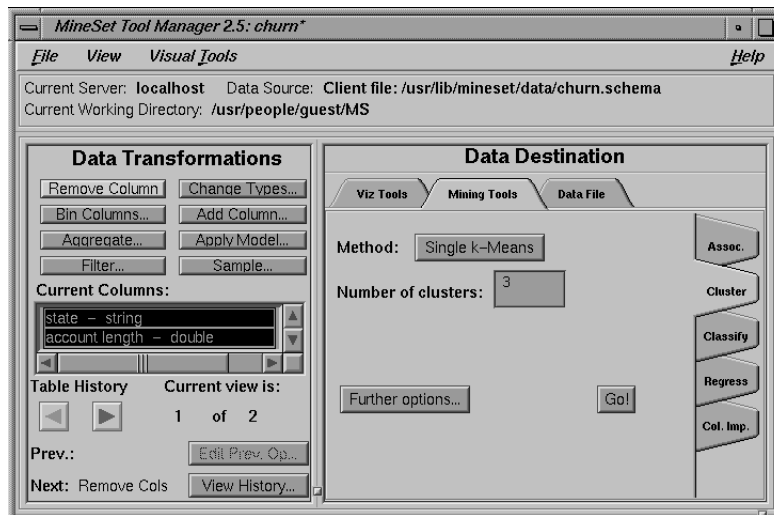 MineSet Tool Manager 2.5: churn*
File View Visual Tools Help
Current Server: localhost Data Source: Client file: /usr/lib/mineset/data/churn.schema
Current Working Directory: /usr/people/guest/MS
Data Transformations
Remove Column Change Types...
Bin Columns... Add Column...
Aggregate... Apply Model...
Filter... Sample...
Current Columns:
state – string
account length – double
Table History Current view is:
1 of 2
Prev.: Edit Prev. Op...
Next: Remove Cols View History...
Data Destination
Viz Tools Mining Tools Data File
Method: Single k–Means
Number of clusters: 3
Further options... Go!
Assoc.
Cluster
Classify
Regress
Col. Imp.